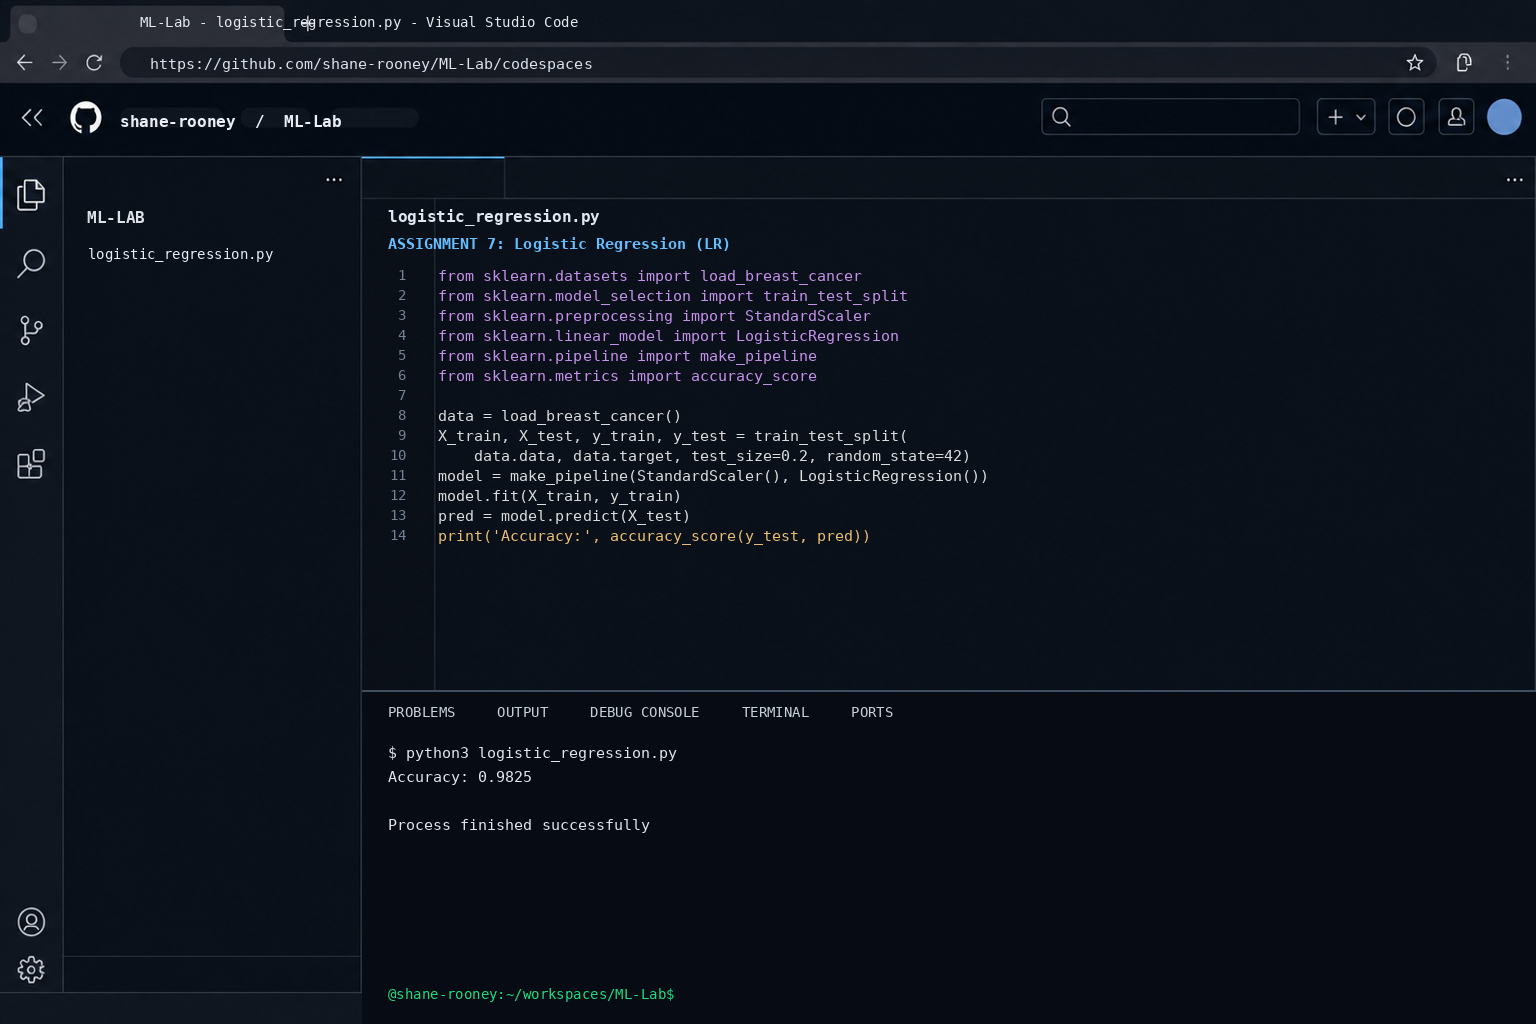 ML-Lab - logistic_regression.py - Visual Studio Code
https://github.com/shane-rooney/ML-Lab/codespaces
shane-rooney / ML-Lab
ML-LAB
logistic_regression.py
logistic_regression.py
ASSIGNMENT 7: Logistic Regression (LR)
1 from sklearn.datasets import load_breast_cancer
2 from sklearn.model_selection import train_test_split
3 from sklearn.preprocessing import StandardScaler
4 from sklearn.linear_model import LogisticRegression
5 from sklearn.pipeline import make_pipeline
6 from sklearn.metrics import accuracy_score
7
8 data = load_breast_cancer()
9 X_train, X_test, y_train, y_test = train_test_split(
10     data.data, data.target, test_size=0.2, random_state=42)
11 model = make_pipeline(StandardScaler(), LogisticRegression())
12 model.fit(X_train, y_train)
13 pred = model.predict(X_test)
14 print('Accuracy:', accuracy_score(y_test, pred))
PROBLEMS OUTPUT DEBUG CONSOLE TERMINAL PORTS
$ python3 logistic_regression.py
Accuracy: 0.9825
Process finished successfully
@shane-rooney:~/workspaces/ML-Lab$